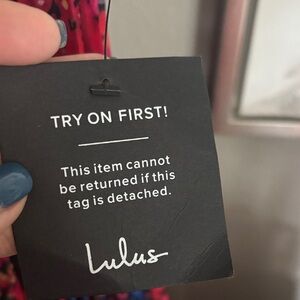 TRY ON FIRST!
This item cannot
be returned if this
tag is detached.
Lulus